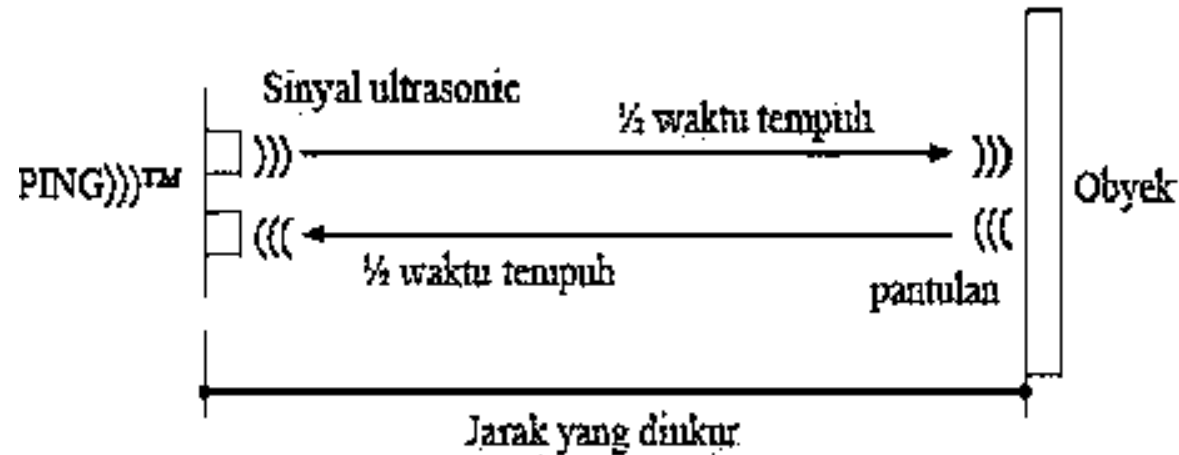 Sinyal ultrasonic
½ waktu tempuh
PING)))™
Obyek
½ waktu tempuh
pantulan
Jarak yang diukur